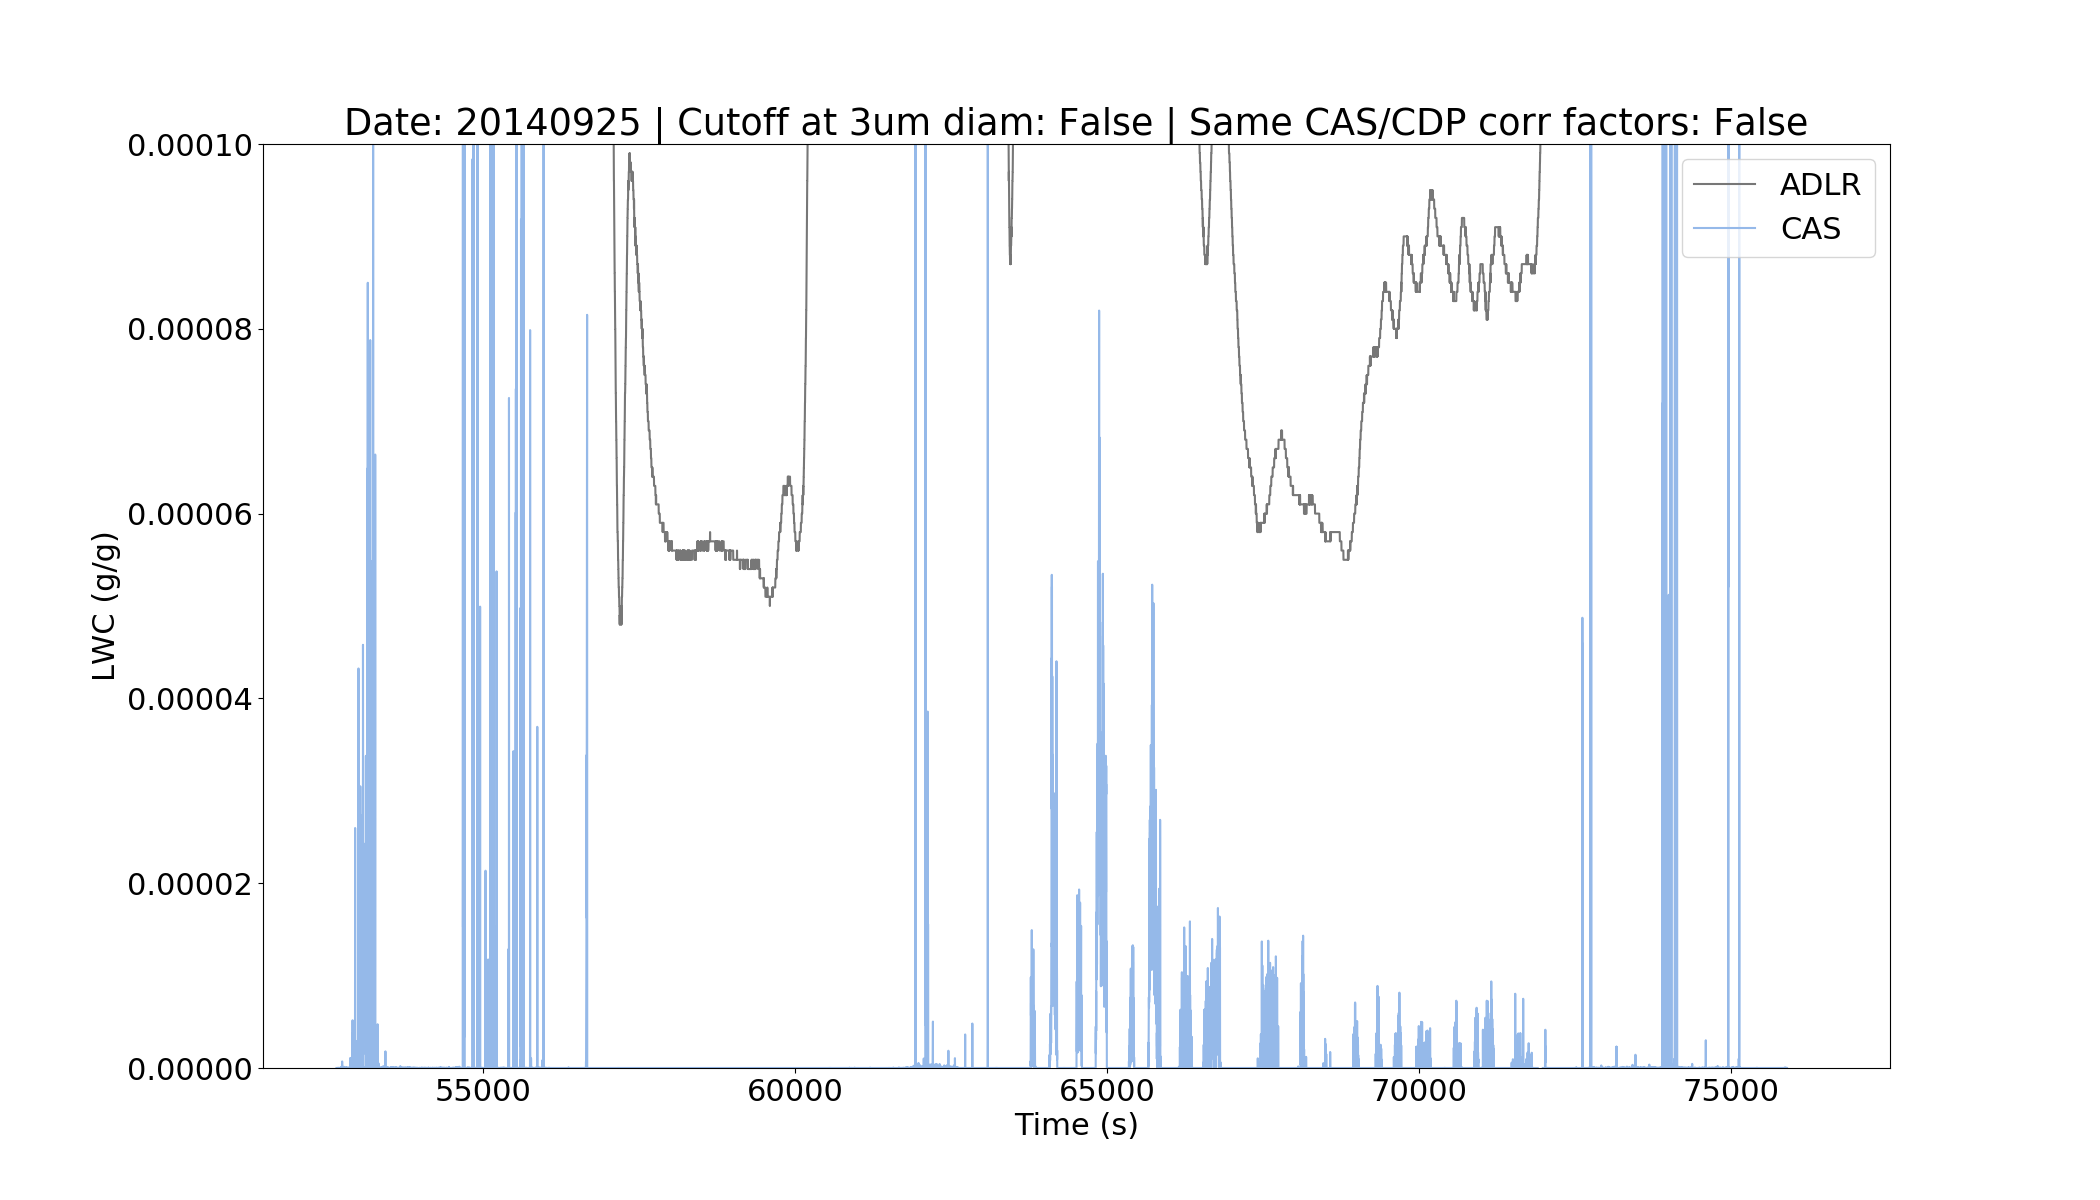 Date: 20140925 | Cutoff at 3um diam: False | Same CAS/CDP corr factors: False
0.00010
0.00008
0.00006
0.00004
0.00002
0.00000
LWC (g/g)
ADLR
CAS
55000
60000
65000
70000
75000
Time (s)